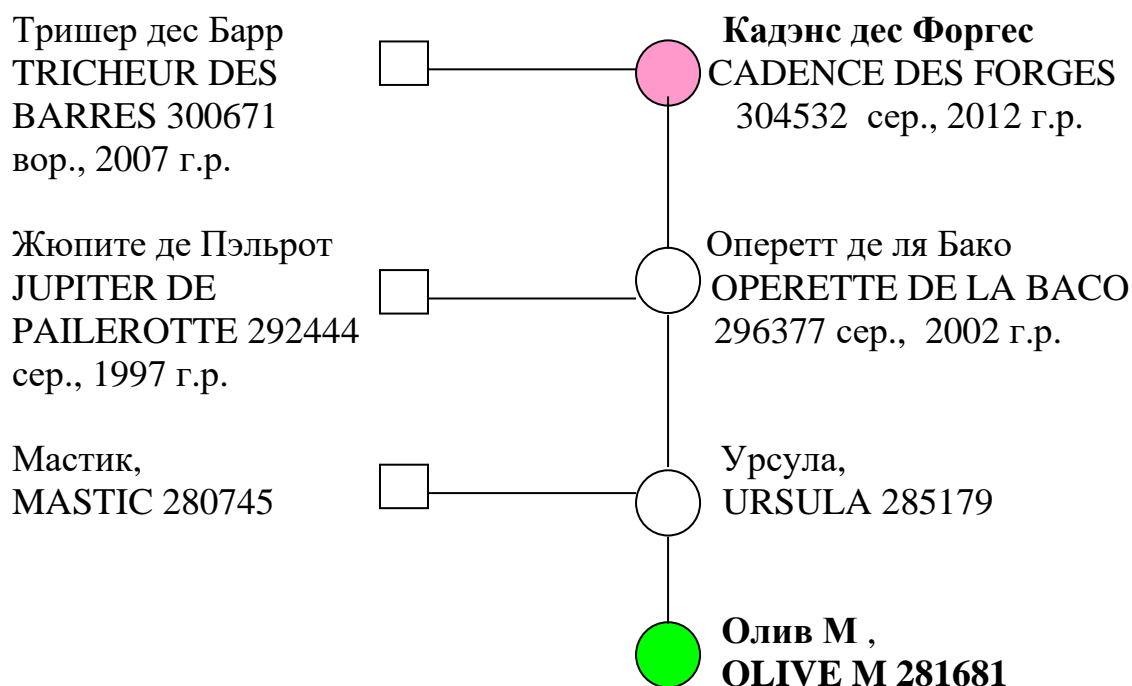 Тришер дес Барр
TRICHEUR DES
BARRES 300671
вор., 2007 г.р.
Кадэнс дес Форгес
CADENCE DES FORGES
304532 сер., 2012 г.р.
Жюпите де Пэльрот
JUPITER DE
PAILEROTTE 292444
сер., 1997 г.р.
Оперетт де ля Бако
OPERETTE DE LA BACO
296377 сер., 2002 г.р.
Мастик,
MASTIC 280745
Урсула,
URSULA 285179
Олив М ,
OLIVE M 281681